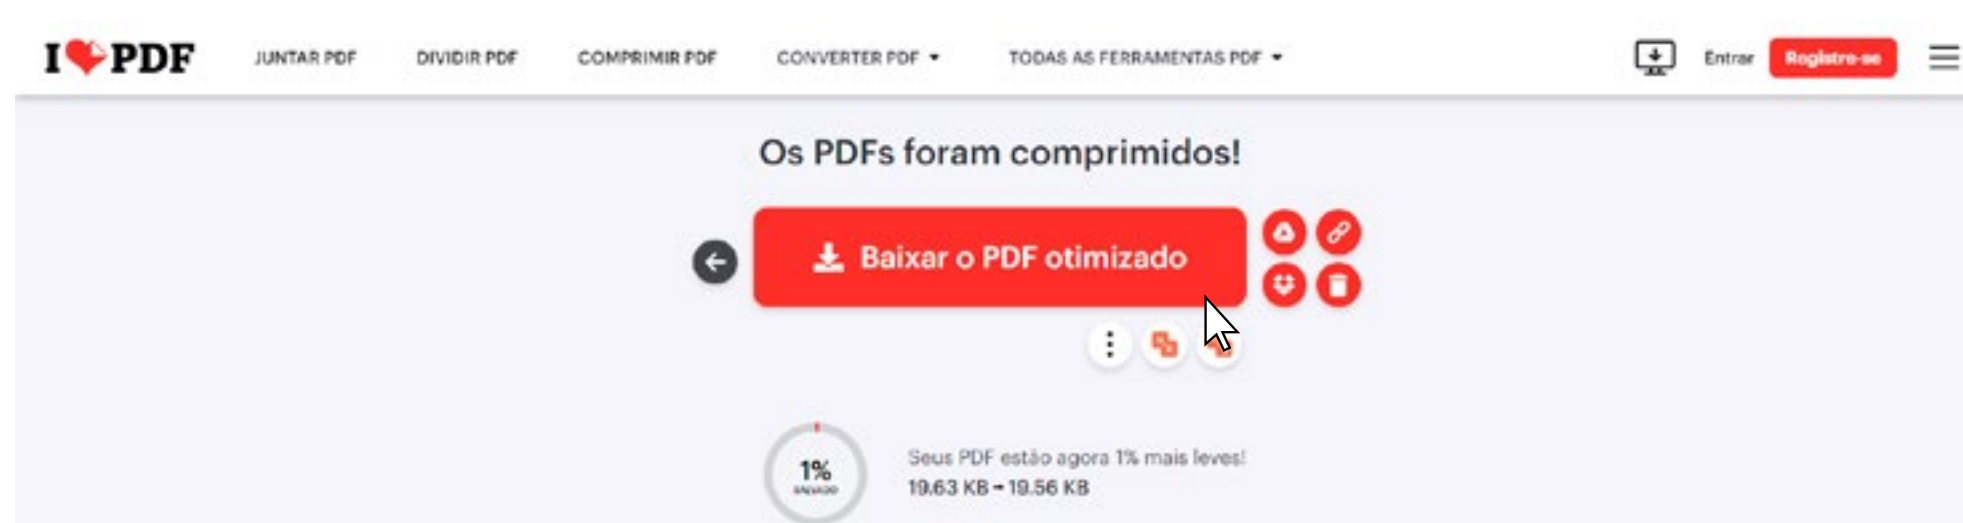 I PDF
JUNTAR PDF
DIVIDIR PDF
COMPRIMIR PDF
CONVERTER PDF
TODAS AS FERRAMENTAS PDF
Entrar
Registre-se
Os PDFs foram comprimidos!
Baixar o PDF otimizado
1%
Seus PDF estão agora 1% mais leves!
19.63 KB - 19.56 KB